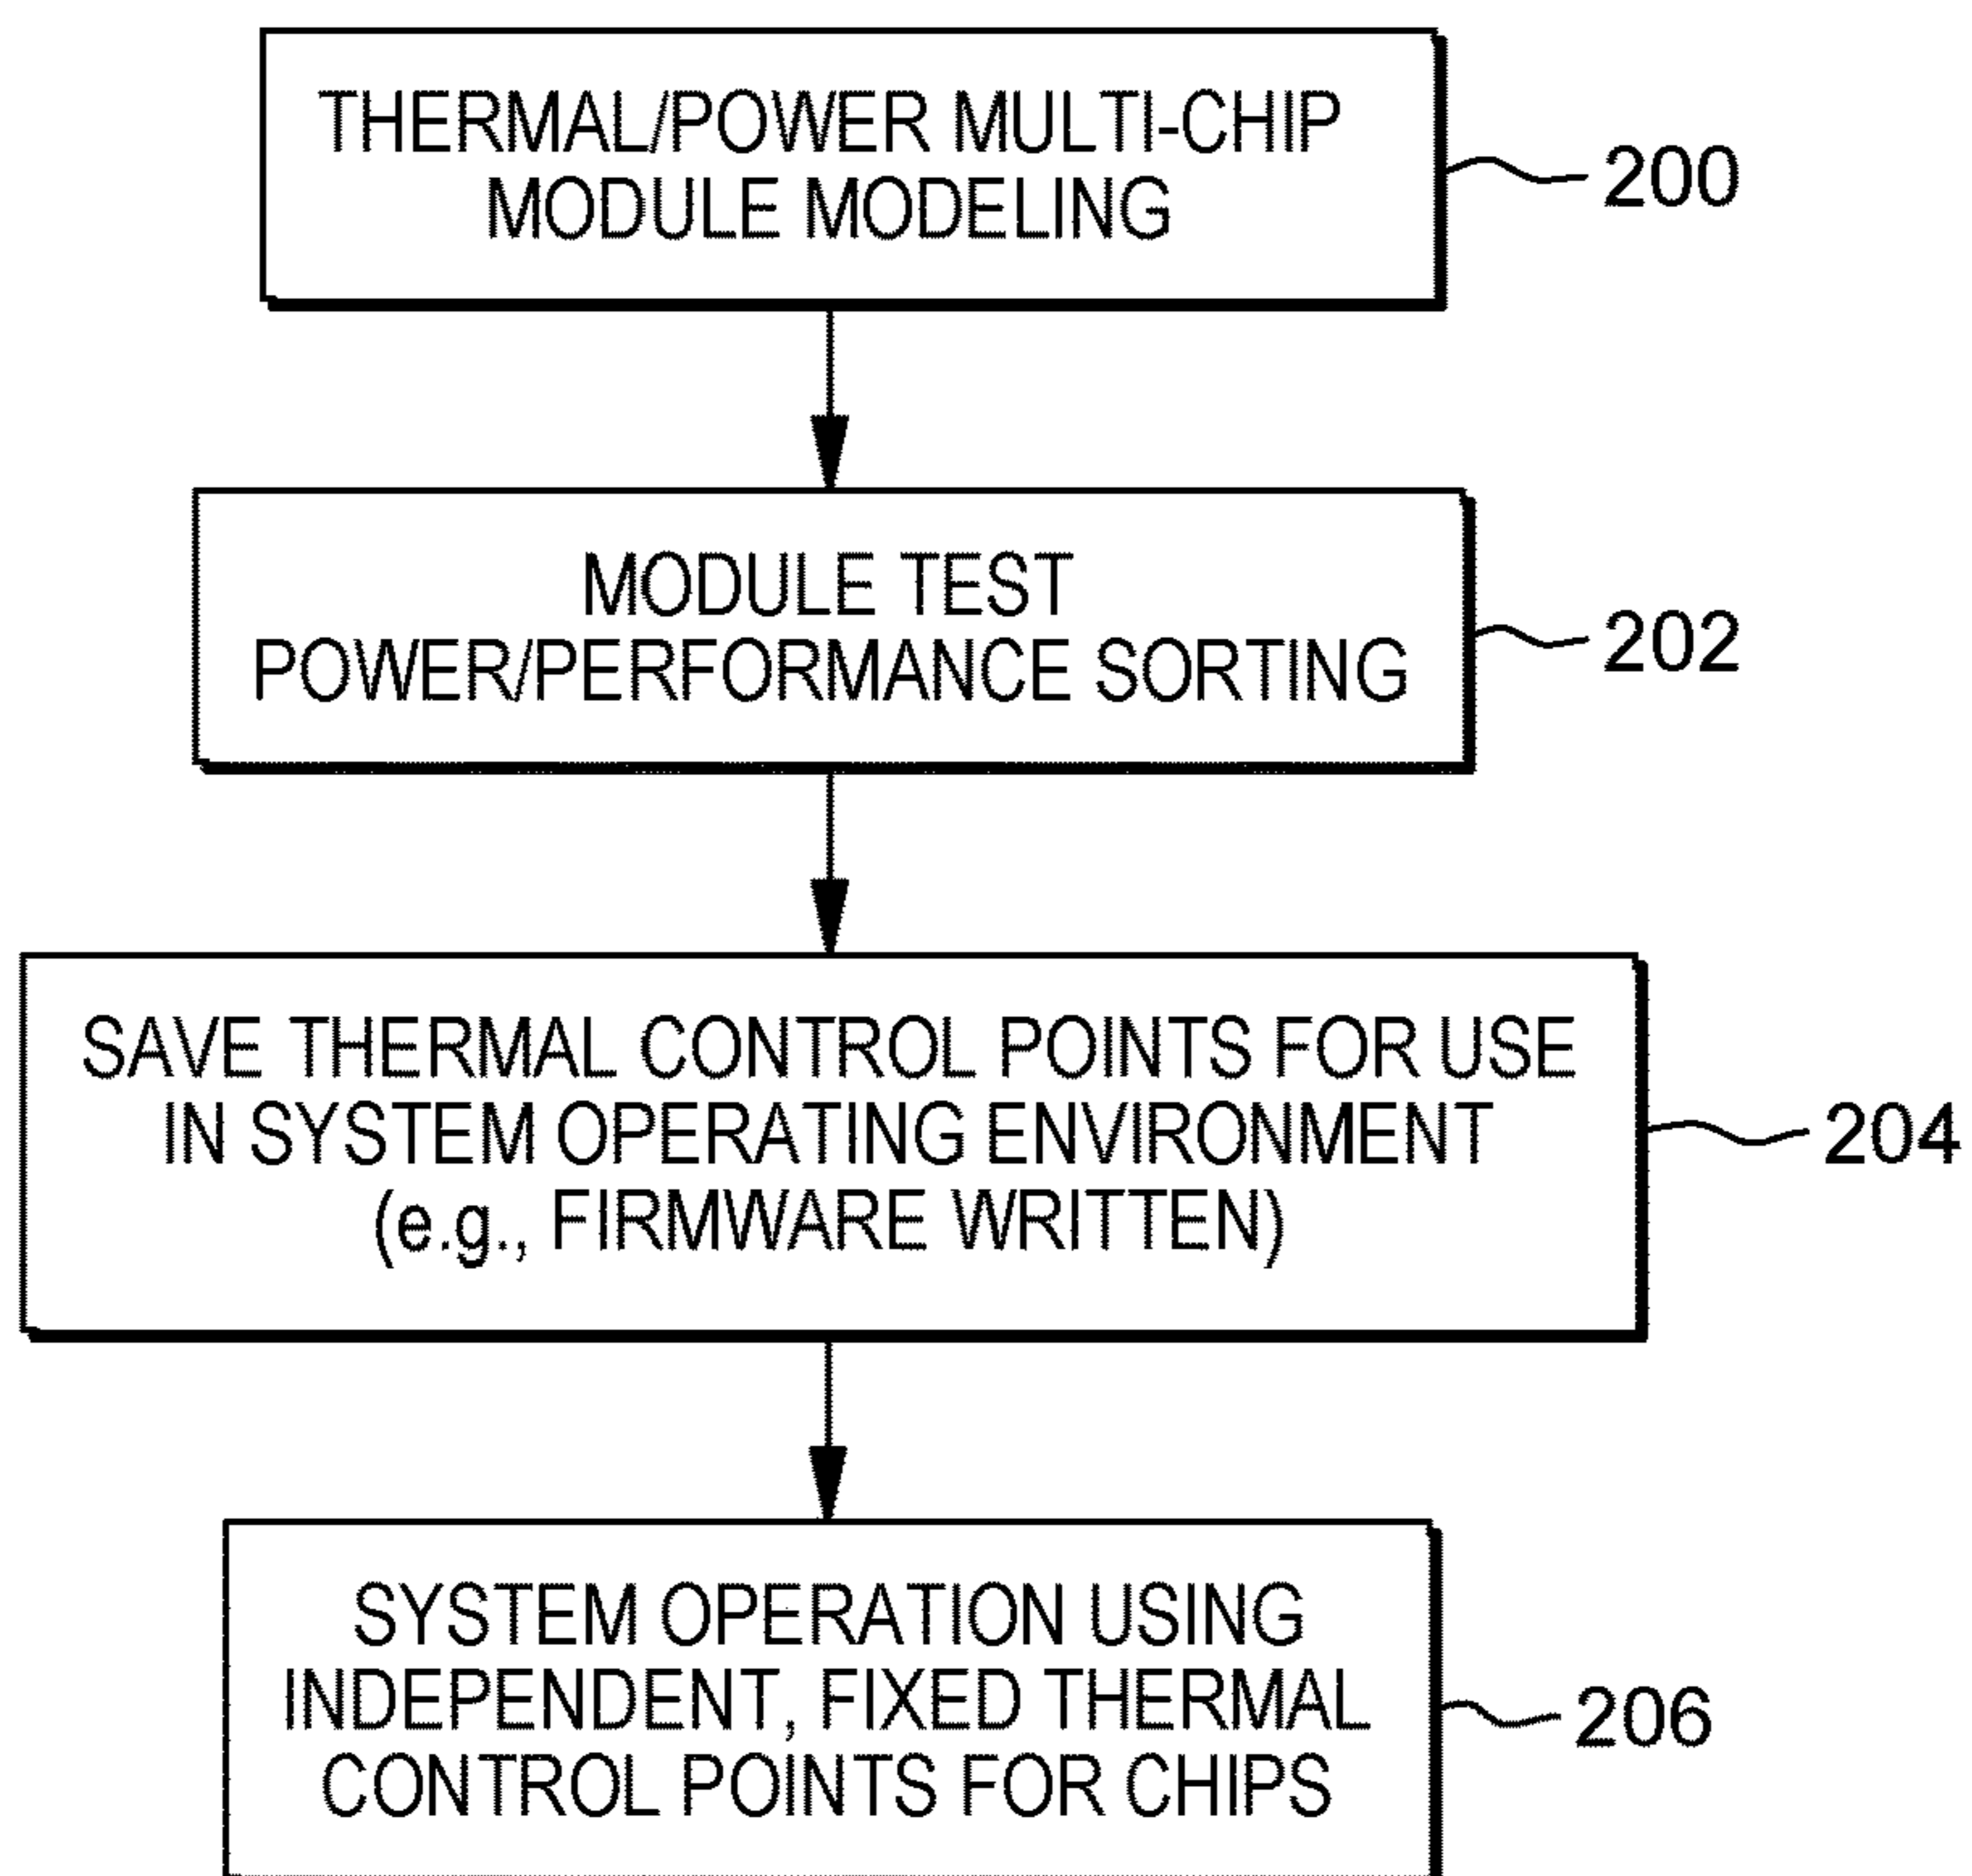 THERMAL/POWER MULTI-CHIP
MODULE MODELING
200
MODULE TEST
POWER/PERFORMANCE SORTING
202
SAVE THERMAL CONTROL POINTS FOR USE
IN SYSTEM OPERATING ENVIRONMENT
(e.g., FIRMWARE WRITTEN)
204
SYSTEM OPERATION USING
INDEPENDENT, FIXED THERMAL
CONTROL POINTS FOR CHIPS
206